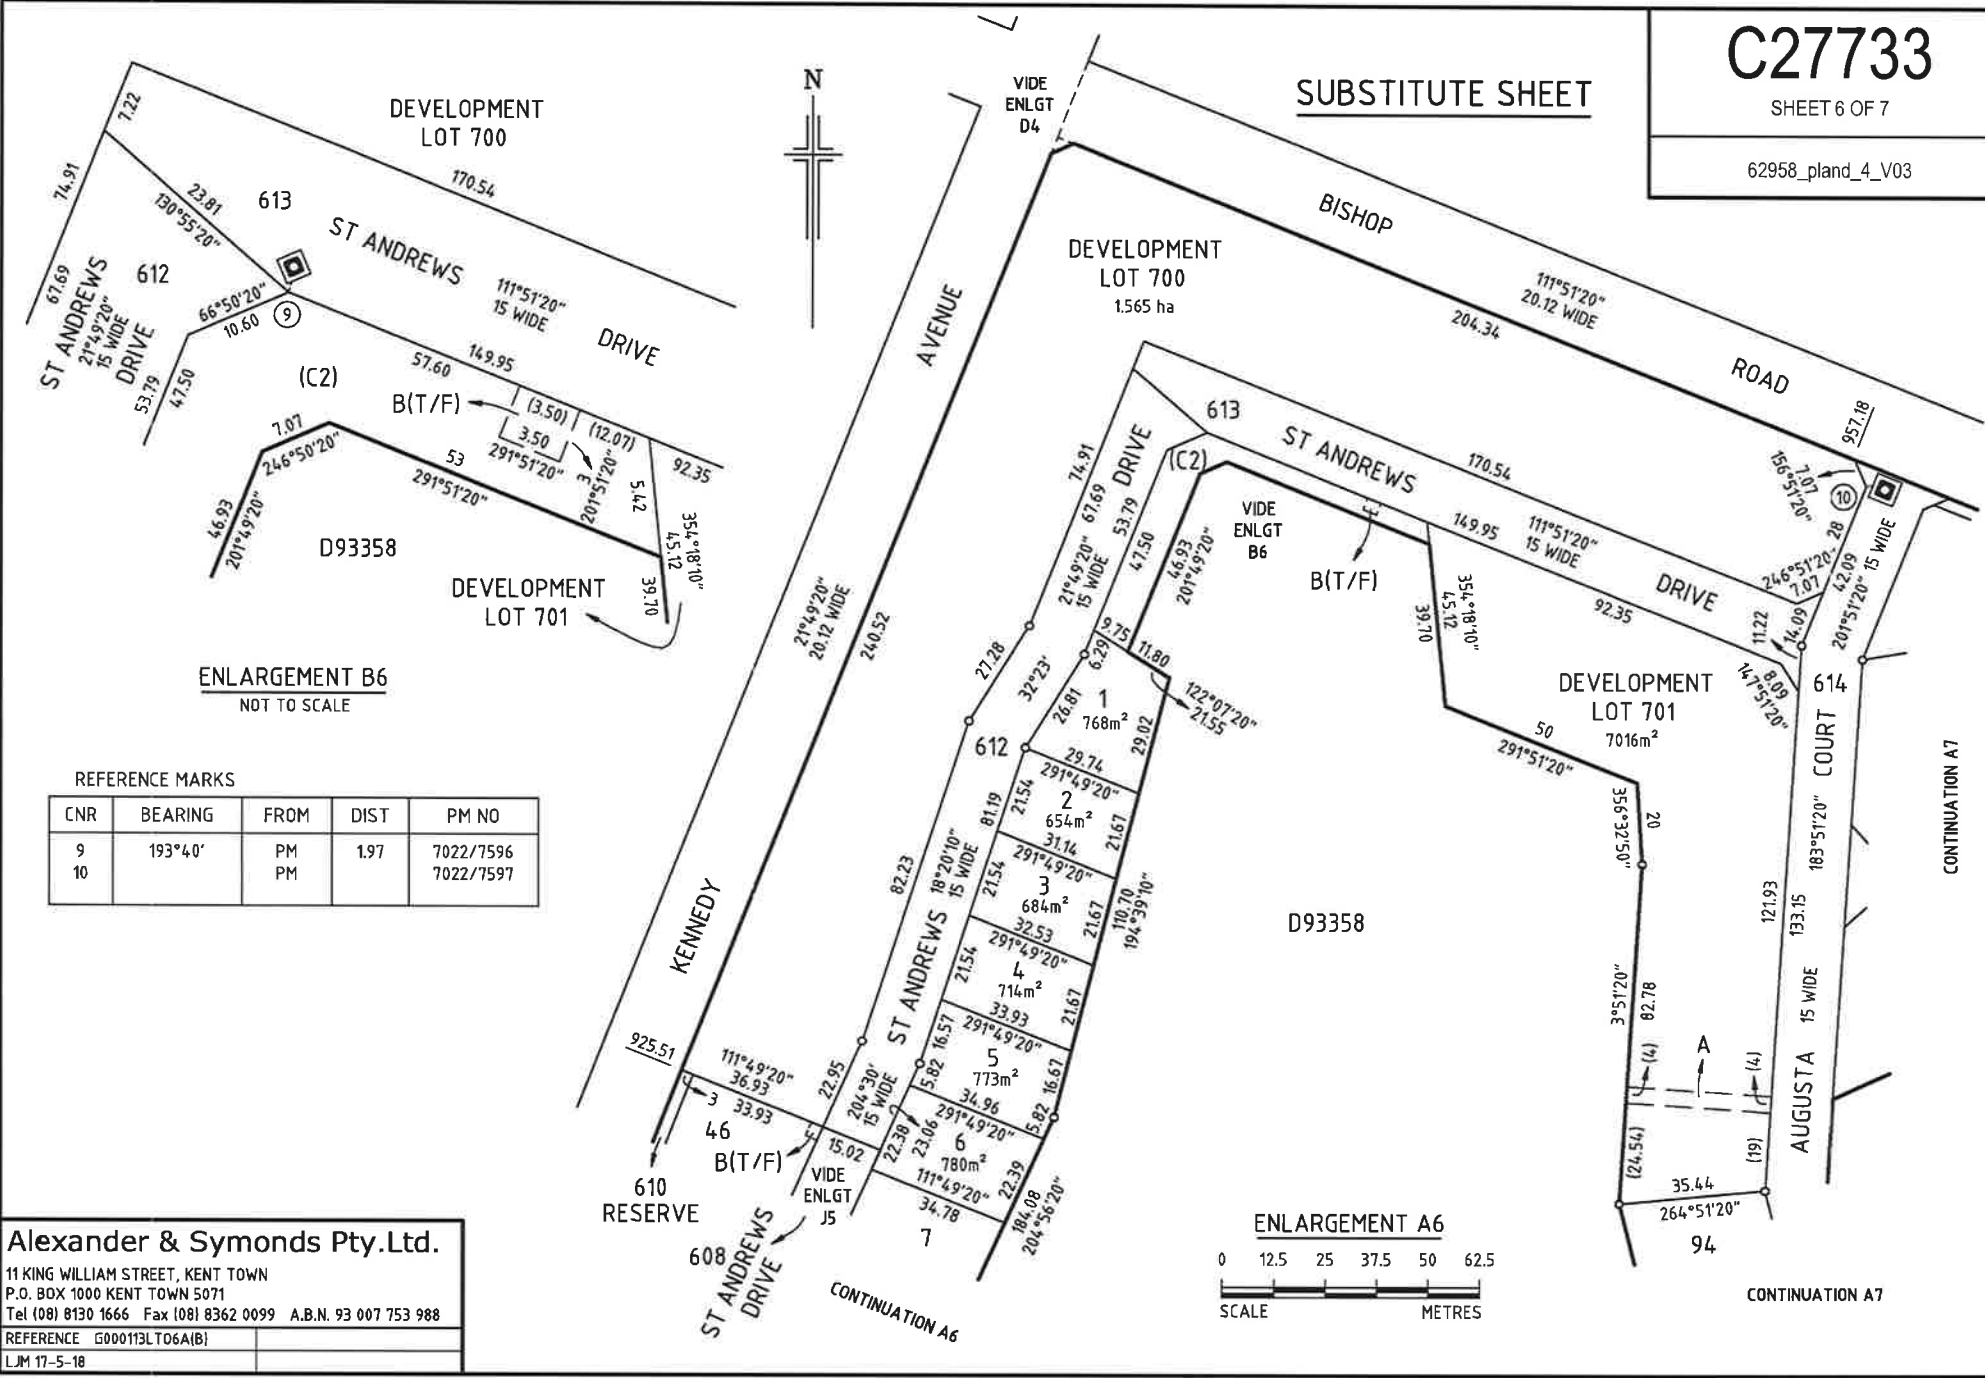 C27733
SHEET 6 OF 7
62958_pland_4_V03
SUBSTITUTE SHEET
N
DEVELOPMENT
LOT 700
7.22
74.91
170.54
23.81
130°55'20"
613
ST ANDREWS
111°51'20"
15 WIDE
DRIVE
612
67.69
ST ANDREWS
21°49'20"
15 WIDE
DRIVE
66°50'20"
10.60
9
53.79
47.50
(C2)
57.60
149.95
B(T/F)
(3.50)
3.50
291°51'20"
(12.07)
3
201°51'20"
5.42
92.35
7.07
246°50'20"
53
291°51'20"
46.93
201°49'20"
D93358
354°18'10"
45.12
39.70
DEVELOPMENT
LOT 701
ENLARGEMENT B6
NOT TO SCALE
REFERENCE MARKS
CNR BEARING FROM DIST PM NO
9 193°40' PM 1.97 7022/7596
10 PM 7022/7597
VIDE
ENLGT
D4
BISHOP
111°51'20"
20.12 WIDE
204.34
ROAD
957.18
DEVELOPMENT
LOT 700
1.565 ha
AVENUE
21°49'20"
20.12 WIDE
240.52
KENNEDY
613
ST ANDREWS
170.54
149.95
111°51'20"
15 WIDE
DRIVE
92.35
74.91
DRIVE
67.69
53.79
21°49'20"
15 WIDE
47.50
(C2)
46.93
201°49'20"
VIDE
ENLGT
B6
B(T/F)
354°18'10"
45.12
39.70
156°51'20"
7.07
10
28
246°51'20"
7.07
42.09
201°51'20" 15 WIDE
14.09
11.22
8.09
147°51'20"
614
DEVELOPMENT
LOT 701
7016m²
50
291°51'20"
356°32'50"
20
27.28
32°23'
9.75
6.29
11.80
26.81
122°07'20"
21.55
1
768m²
29.02
612
29.74
291°49'20"
2
654m²
21.54
21.67
31.14
291°49'20"
3
684m²
21.54
21.67
32.53
291°49'20"
4
714m²
21.54
21.67
33.93
291°49'20"
5
773m²
16.57
16.67
5.82
34.96
291°49'20"
5.82
6
780m²
22.38
23.06
22.39
111°49'20"
34.78
7
81.19
82.23
18°20'10"
15 WIDE
ST ANDREWS
110.70
194°39'10"
184.08
204°56'20"
22.95
204°30'
15 WIDE
925.51
111°49'20"
36.93
3
33.93
46
B(T/F)
15.02
VIDE
ENLGT
J5
610
RESERVE
608
ST ANDREWS
DRIVE
CONTINUATION A6
D93358
3°51'20"
82.78
121.93
133.15
183°51'20"
COURT
15 WIDE
AUGUSTA
CONTINUATION A7
(4)
A
(4)
(24.54)
(19)
35.44
264°51'20"
94
CONTINUATION A7
ENLARGEMENT A6
0 12.5 25 37.5 50 62.5
SCALE METRES
Alexander & Symonds Pty.Ltd.
11 KING WILLIAM STREET, KENT TOWN
P.O. BOX 1000 KENT TOWN 5071
Tel (08) 8130 1666 Fax (08) 8362 0099 A.B.N. 93 007 753 988
REFERENCE G000113LTO6A(B)
LJM 17-5-18